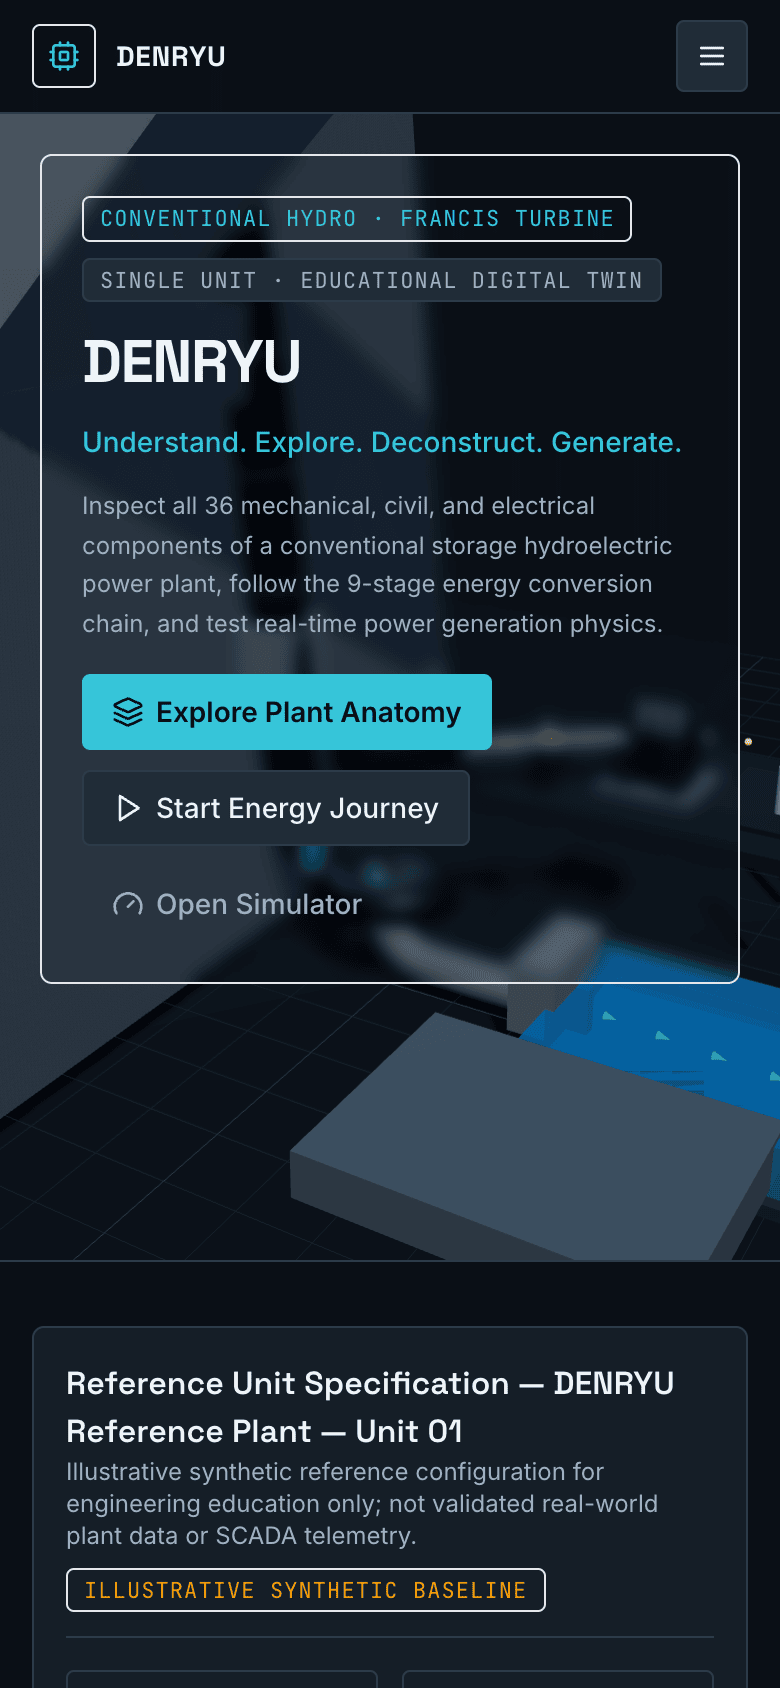 DENRYU
CONVENTIONAL HYDRO · FRANCIS TURBINE
SINGLE UNIT · EDUCATIONAL DIGITAL TWIN
DENRYU
Understand. Explore. Deconstruct. Generate.
Inspect all 36 mechanical, civil, and electrical
components of a conventional storage hydroelectric
power plant, follow the 9-stage energy conversion
chain, and test real-time power generation physics.
Explore Plant Anatomy
Start Energy Journey
Open Simulator
Reference Unit Specification — DENRYU
Reference Plant — Unit 01
Illustrative synthetic reference configuration for
engineering education only; not validated real-world
plant data or SCADA telemetry.
ILLUSTRATIVE SYNTHETIC BASELINE